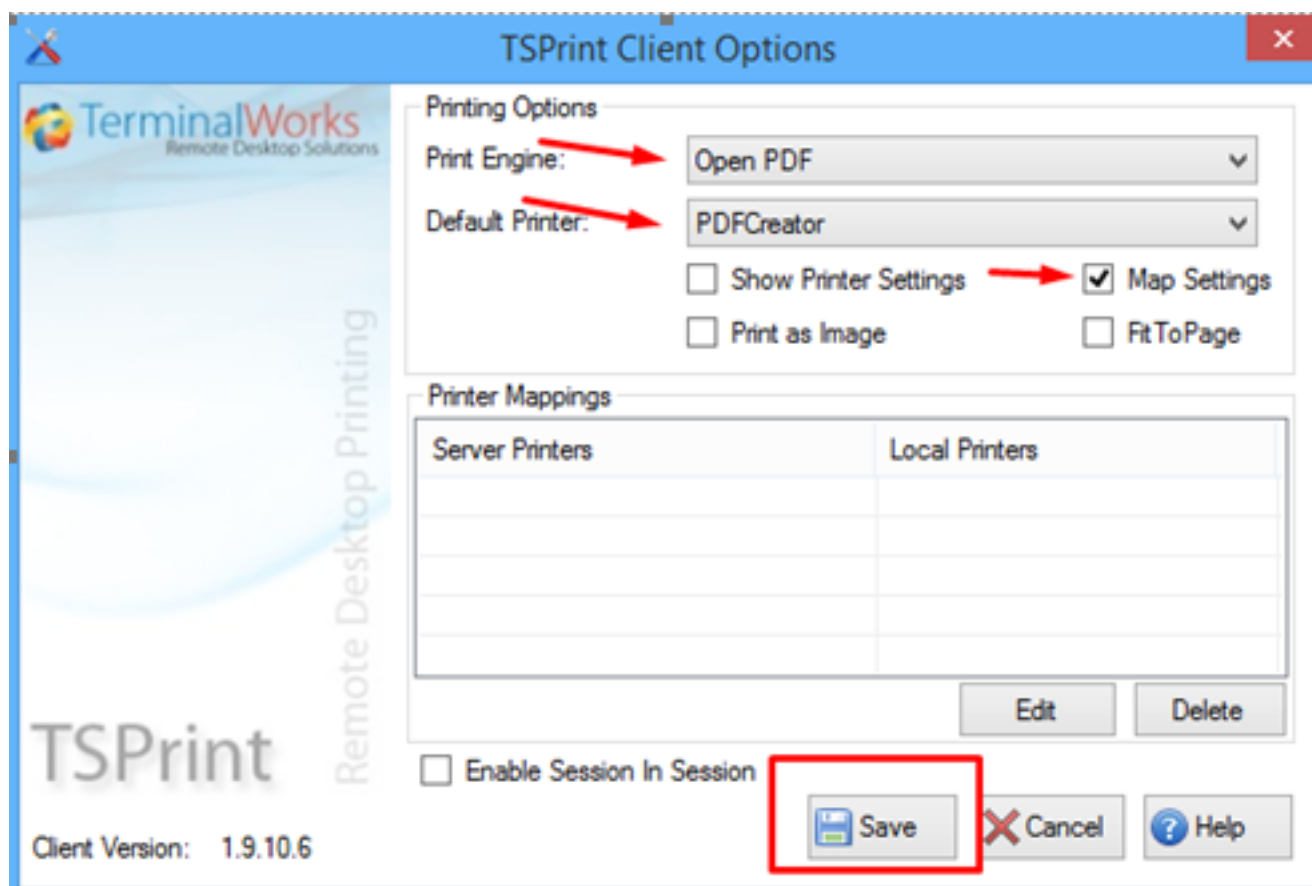 TSPrint Client Options
TerminalWorks
Remote Desktop Solutions
Printing Options
Print Engine: Open PDF
Default Printer: PDFCreator
Show Printer Settings Map Settings
Print as Image FitToPage
Remote Desktop Printing
Printer Mappings
Server Printers Local Printers
Edit Delete
TSPrint
Enable Session In Session
Save Cancel Help
Client Version: 1.9.10.6